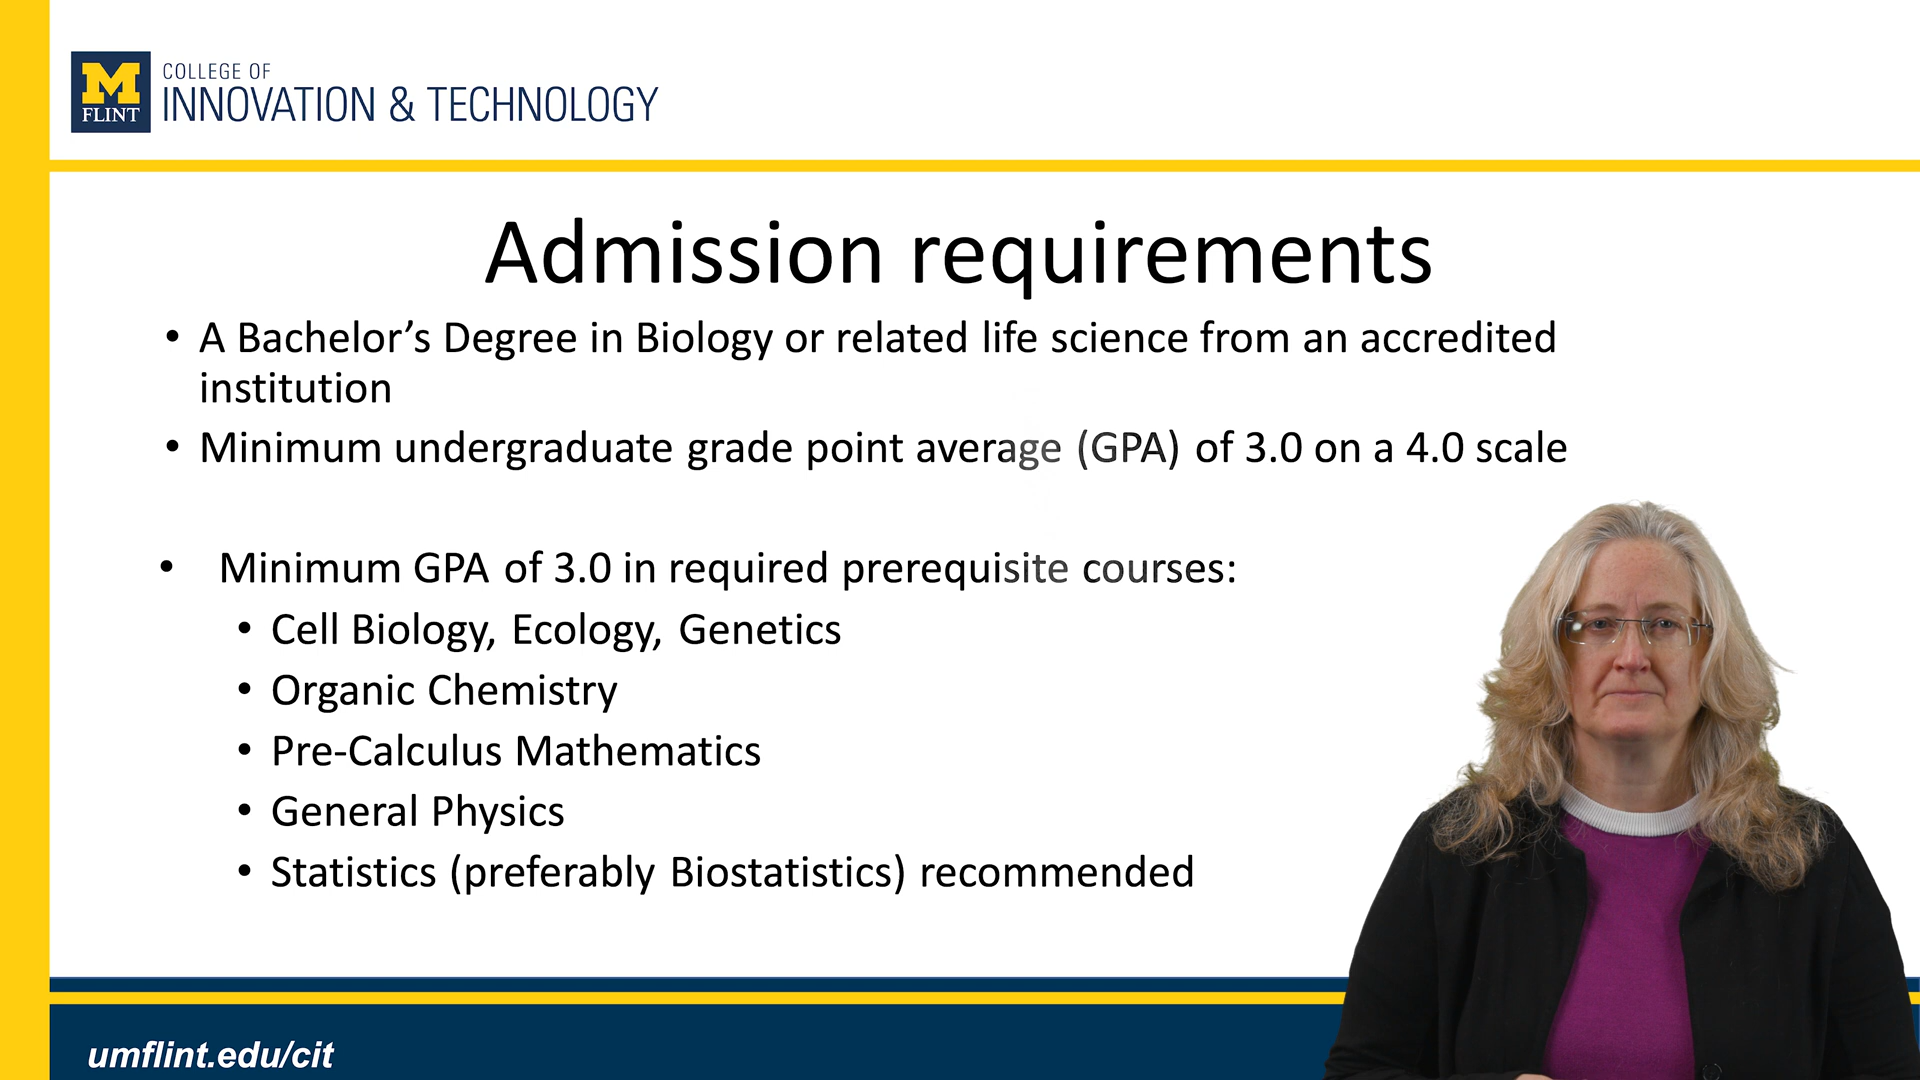 M
FLINT
COLLEGE OF
INNOVATION & TECHNOLOGY
Admission requirements
• A Bachelor’s Degree in Biology or related life science from an accredited
institution
• Minimum undergraduate grade point average (GPA) of 3.0 on a 4.0 scale
• Minimum GPA of 3.0 in required prerequisite courses:
• Cell Biology, Ecology, Genetics
• Organic Chemistry
• Pre-Calculus Mathematics
• General Physics
• Statistics (preferably Biostatistics) recommended
umflint.edu/cit